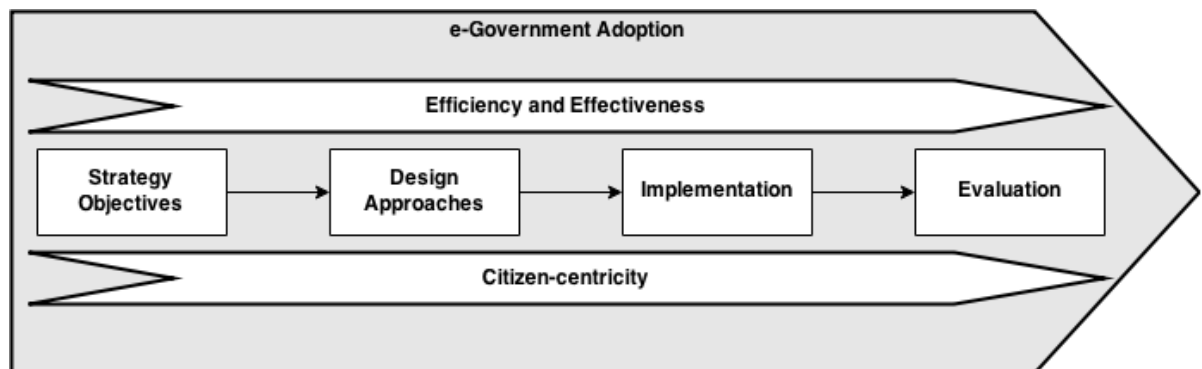 e-Government Adoption
Efficiency and Effectiveness
Strategy
Objectives
Design
Approaches
Implementation
Evaluation
Citizen-centricity